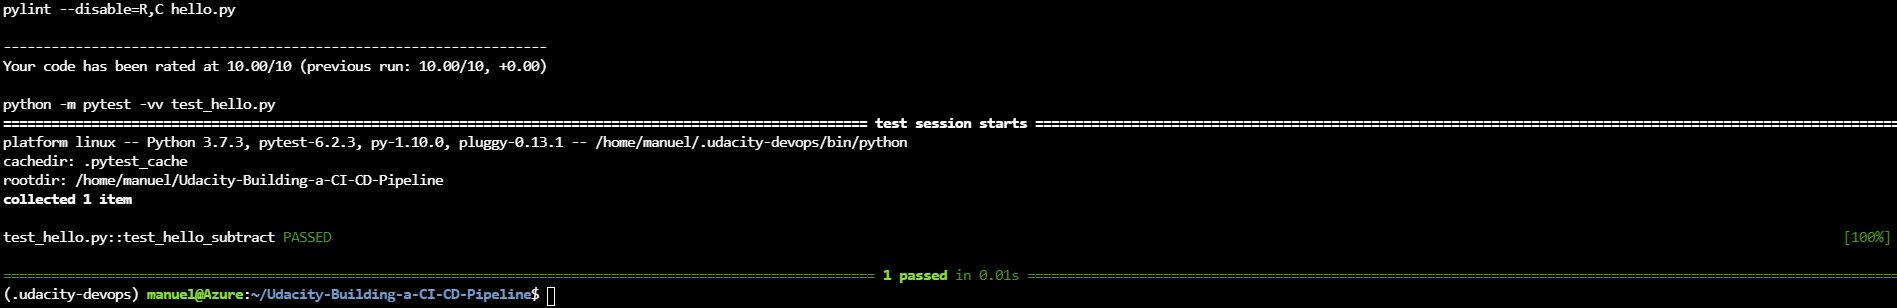 pylint --disable=R,C hello.py
--------------------------------------------------------------------
Your code has been rated at 10.00/10 (previous run: 10.00/10, +0.00)
python -m pytest -vv test_hello.py
============================================================ test session starts ============================================================
platform linux -- Python 3.7.3, pytest-6.2.3, py-1.10.0, pluggy-0.13.1 -- /home/manuel/.udacity-devops/bin/python
cachedir: .pytest_cache
rootdir: /home/manuel/Udacity-Building-a-CI-CD-Pipeline
collected 1 item
test_hello.py::test_hello_subtract PASSED [100%]
============================================================ 1 passed in 0.01s ============================================================
(.udacity-devops) manuel@Azure:~/Udacity-Building-a-CI-CD-Pipeline$